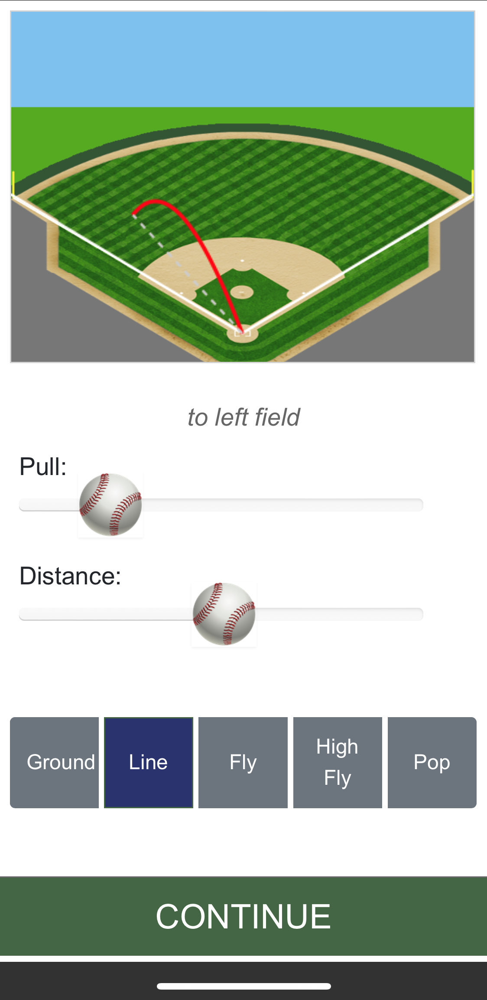 to left field
Pull:
Distance:
Ground
Line
Fly
High
Fly
Pop
CONTINUE